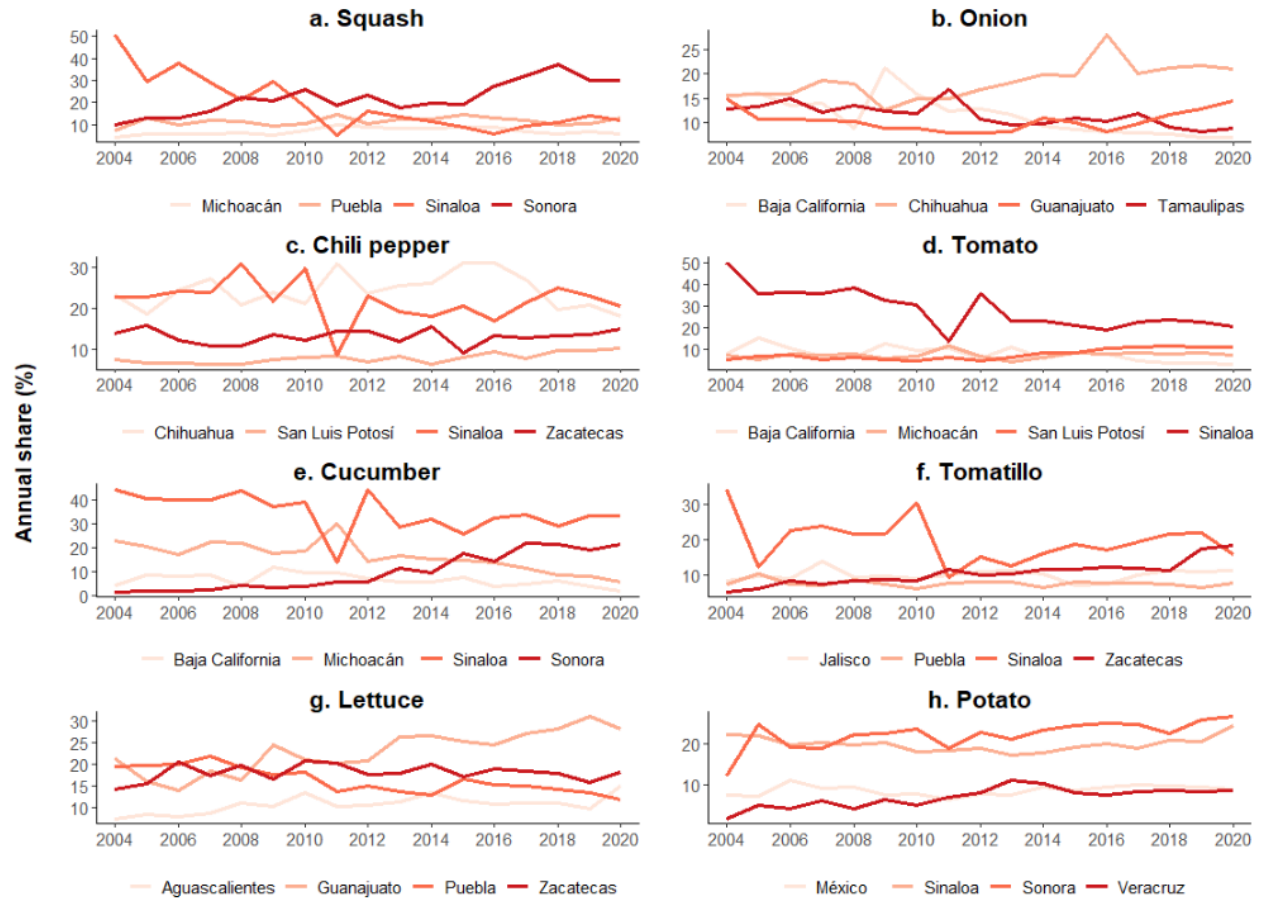 a. Squash
50
40
30
20
10
2004 2006 2008 2010 2012 2014 2016 2018 2020
Michoacán Puebla Sinaloa Sonora
b. Onion
25
20
15
10
2004 2006 2008 2010 2012 2014 2016 2018 2020
Baja California Chihuahua Guanajuato Tamaulipas
c. Chili pepper
30
20
10
2004 2006 2008 2010 2012 2014 2016 2018 2020
Chihuahua San Luis Potosí Sinaloa Zacatecas
d. Tomato
50
40
30
20
10
2004 2006 2008 2010 2012 2014 2016 2018 2020
Baja California Michoacán San Luis Potosí Sinaloa
Annual share (%)
e. Cucumber
40
30
20
10
0
2004 2006 2008 2010 2012 2014 2016 2018 2020
Baja California Michoacán Sinaloa Sonora
f. Tomatillo
30
20
10
2004 2006 2008 2010 2012 2014 2016 2018 2020
Jalisco Puebla Sinaloa Zacatecas
g. Lettuce
30
25
20
15
10
2004 2006 2008 2010 2012 2014 2016 2018 2020
Aguascalientes Guanajuato Puebla Zacatecas
h. Potato
20
10
2004 2006 2008 2010 2012 2014 2016 2018 2020
México Sinaloa Sonora Veracruz